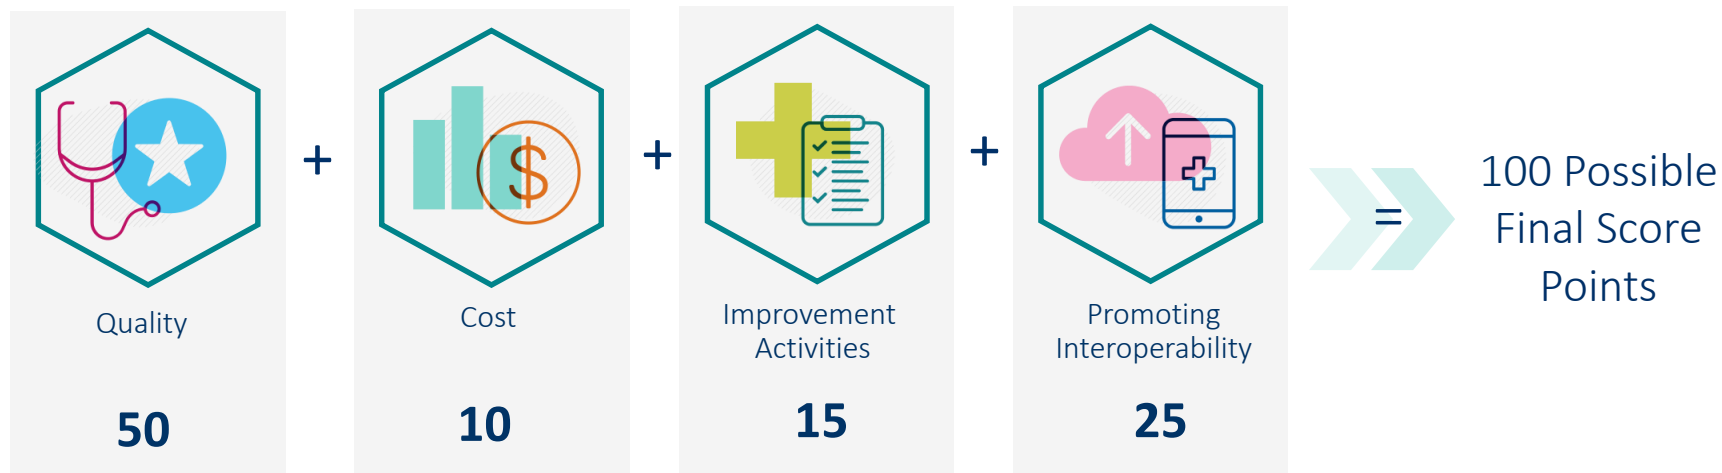 Quality
50
+
Cost
10
+
Improvement
Activities
15
+
Promoting
Interoperability
25
=
100 Possible
Final Score
Points